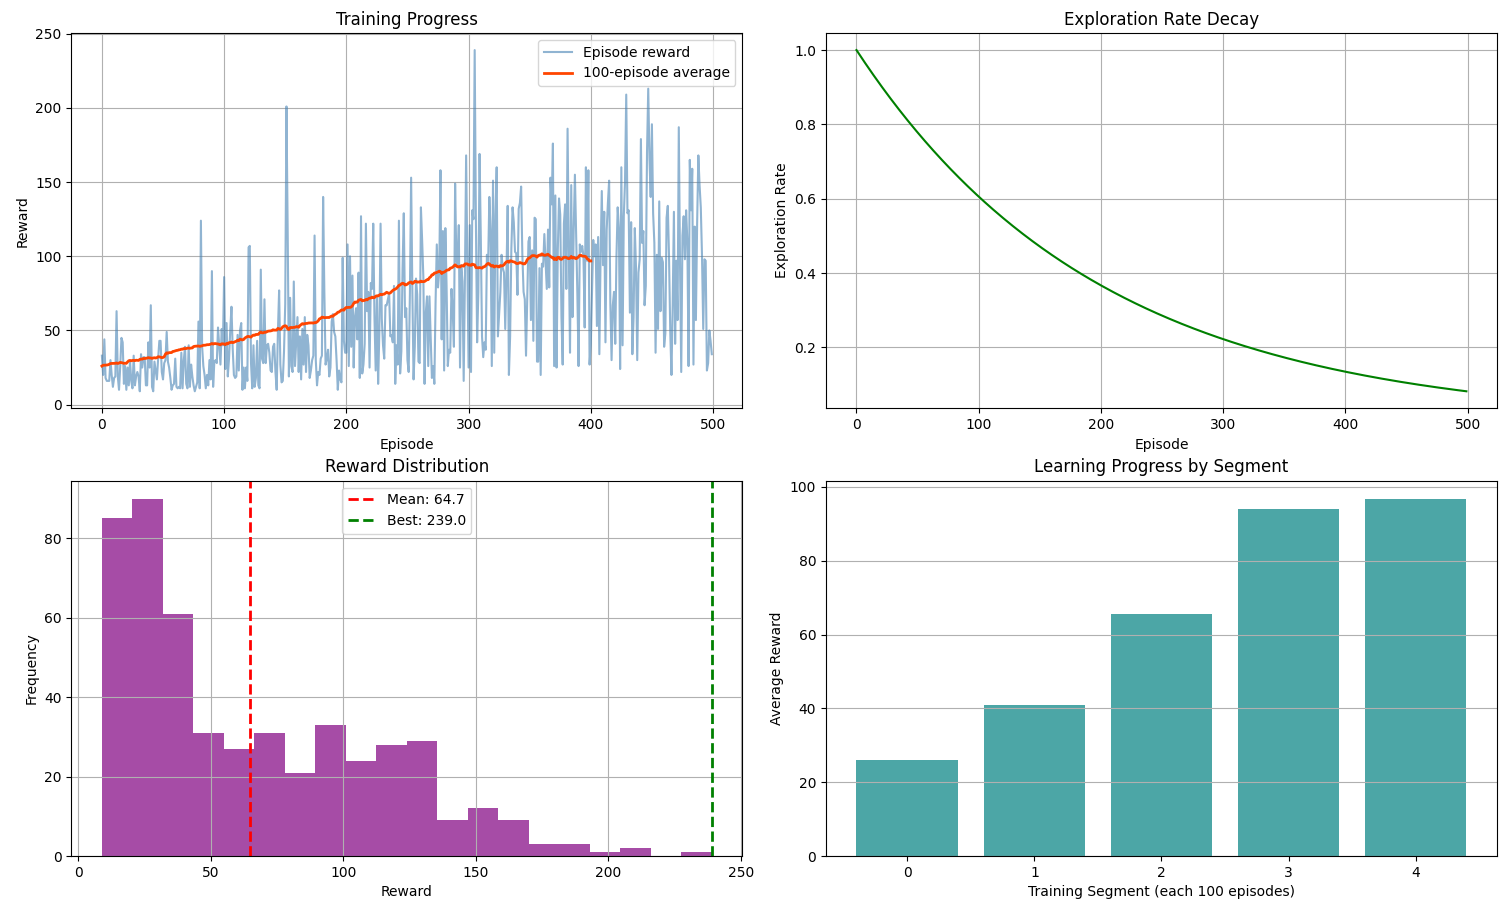 Training Progress
250
200
150
100
50
0
Reward
Episode reward
100-episode average
0 100 200 300 400 500
Episode
Exploration Rate Decay
1.0
0.8
0.6
0.4
0.2
Exploration Rate
0 100 200 300 400 500
Episode
Reward Distribution
80
60
40
20
0
Frequency
Mean: 64.7
Best: 239.0
0 50 100 150 200 250
Reward
Learning Progress by Segment
100
80
60
40
20
0
Average Reward
0 1 2 3 4
Training Segment (each 100 episodes)